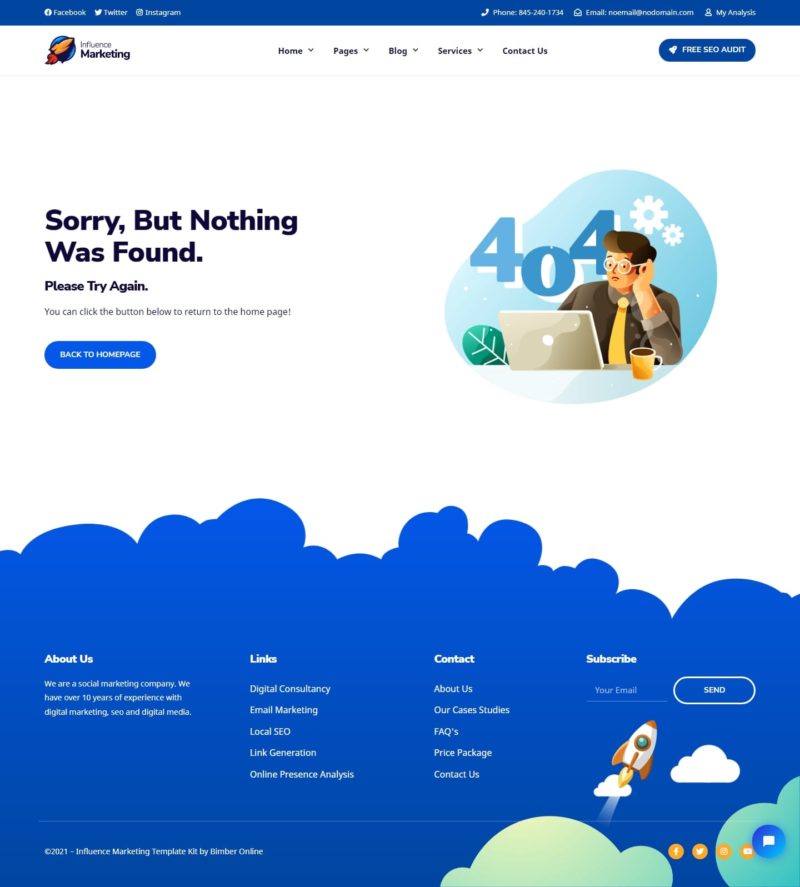 Facebook Twitter Instagram Phone: 845-240-1734 Email: noemail@nodomain.com My Analysis
Influence
Marketing
Home Pages Blog Services Contact Us FREE SEO AUDIT
404
Sorry, But Nothing
Was Found.
Please Try Again.
You can click the button below to return to the home page!
BACK TO HOMEPAGE
About Us
We are a social marketing company. We
have over 10 years of experience with
digital marketing, seo and digital media.
Links
Digital Consultancy
Email Marketing
Local SEO
Link Generation
Online Presence Analysis
Contact
About Us
Our Cases Studies
FAQ's
Price Package
Contact Us
Subscribe
Your Email SEND
©2021 – Influence Marketing Template Kit by Bimber Online